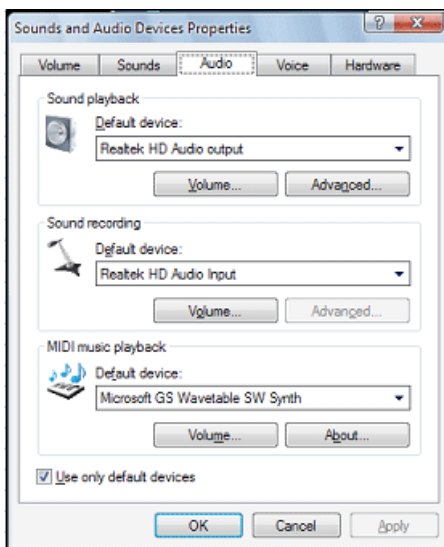 Sounds and Audio Devices Properties
Volume Sounds Audio Voice Hardware
Sound playback
Default device:
Realtek HD Audio output
Volume... Advanced...
Sound recording
Default device:
Realtek HD Audio Input
Volume... Advanced...
MIDI music playback
Default device:
Microsoft GS Wavetable SW Synth
Volume... About...
Use only default devices
OK Cancel Apply